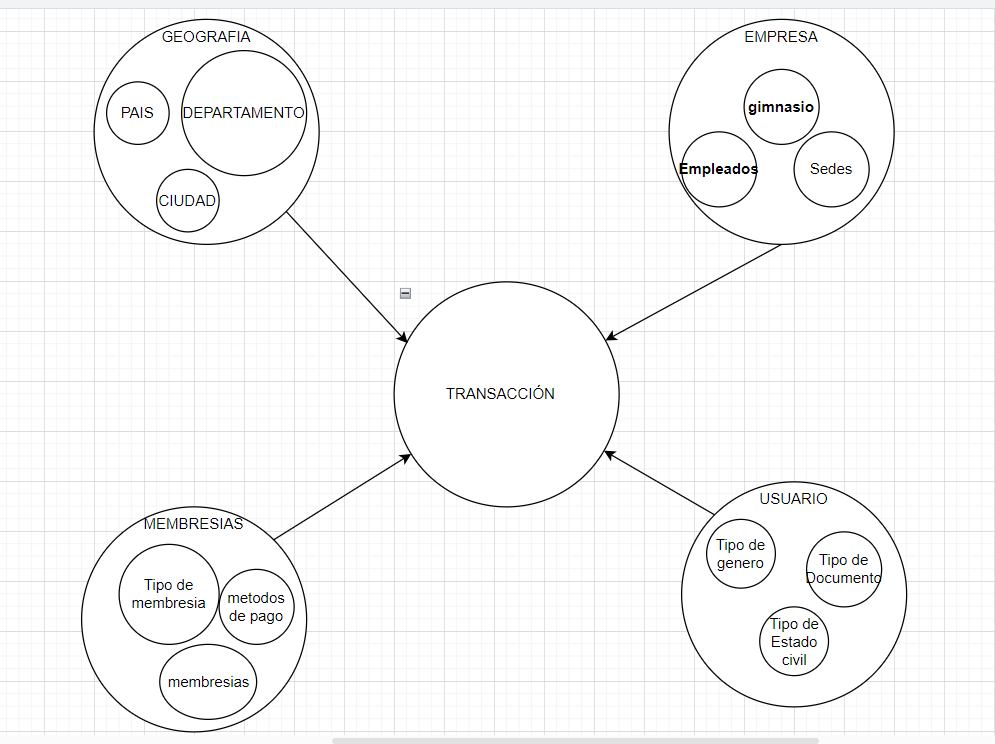 GEOGRAFIA
PAIS
DEPARTAMENTO
CIUDAD
EMPRESA
gimnasio
Empleados
Sedes
TRANSACCIÓN
MEMBRESIAS
Tipo de
membresia
metodos
de pago
membresias
USUARIO
Tipo de
genero
Tipo de
Documento
Tipo de
Estado
civil